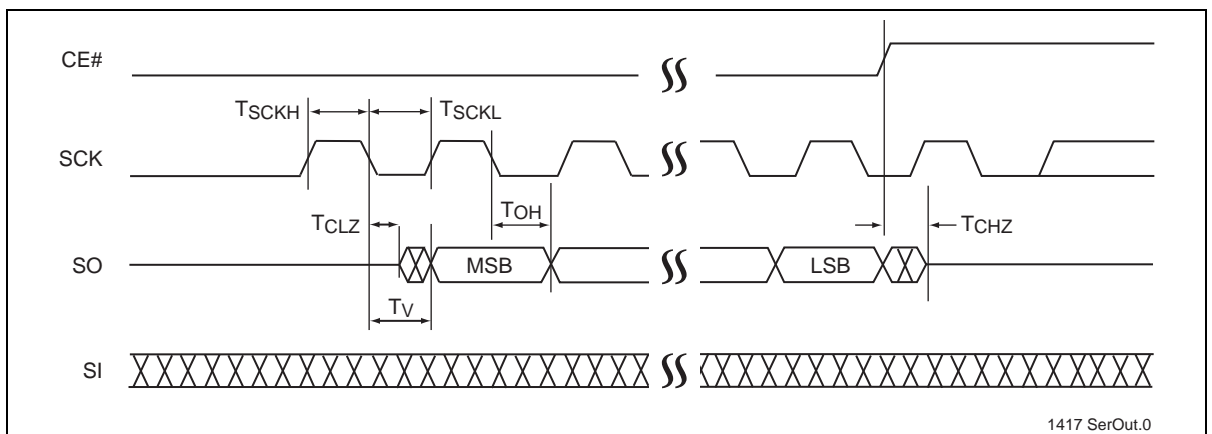 CE#
TSCKH
TSCKL
SCK
TOH
TCLZ
TCHZ
SO
MSB
LSB
TV
SI
1417 SerOut.0